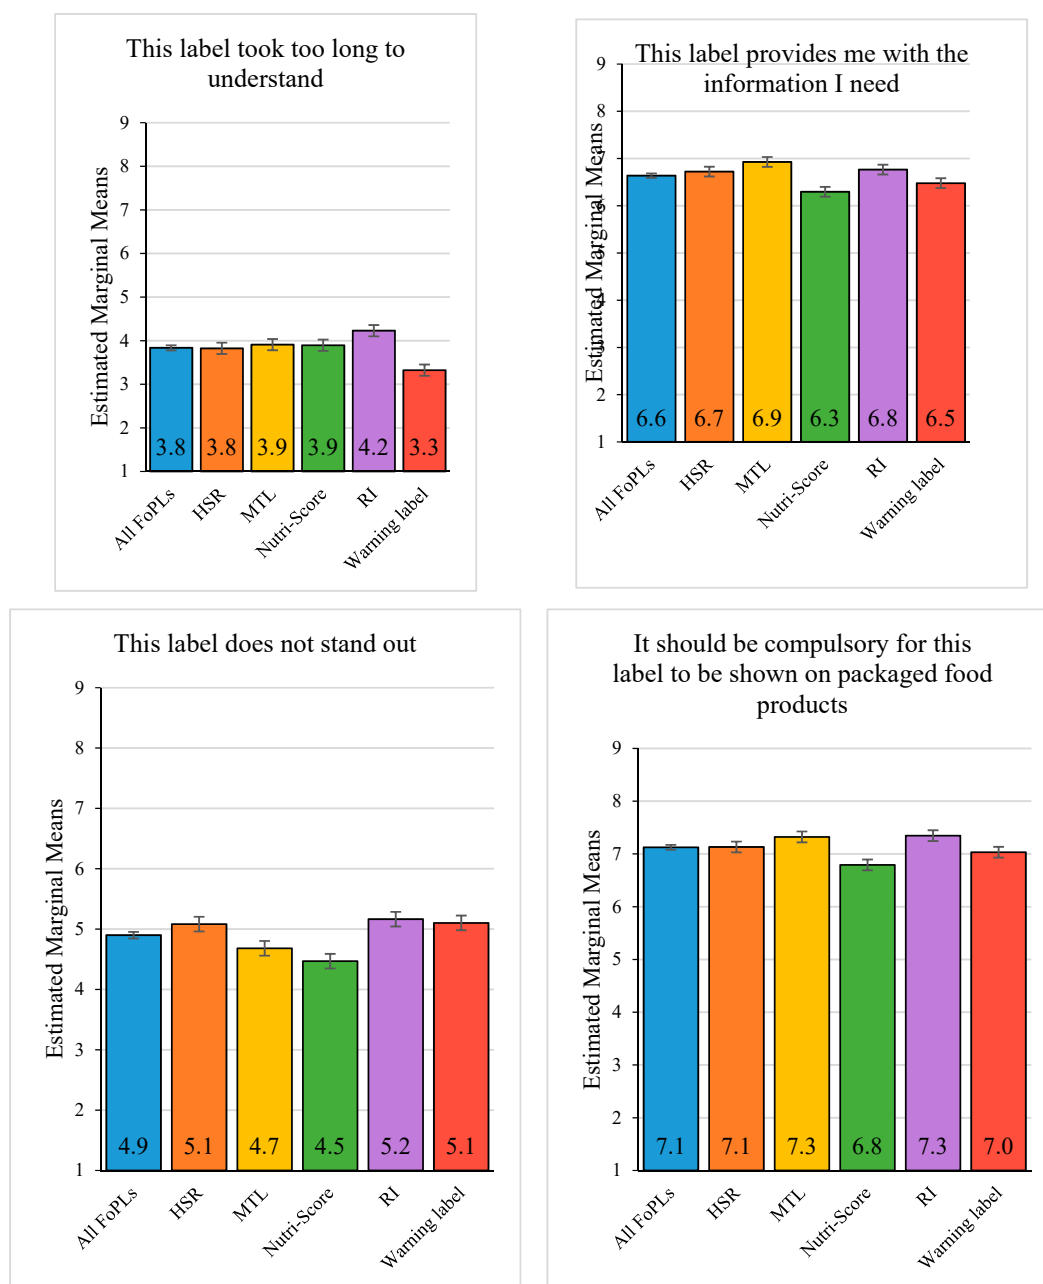 This label took too long to
understand
Estimated Marginal Means
9
8
7
6
5
4
3
2
1
3.8
3.8
3.9
3.9
4.2
3.3
All FoPLs
HSR
MTL
Nutri-Score
RI
Warning label
This label provides me with the
information I need
Estimated Marginal Means
9
8
7
6
5
4
3
2
1
6.6
6.7
6.9
6.3
6.8
6.5
All FoPLs
HSR
MTL
Nutri-Score
RI
Warning label
This label does not stand out
Estimated Marginal Means
9
8
7
6
5
4
3
2
1
4.9
5.1
4.7
4.5
5.2
5.1
All FoPLs
HSR
MTL
Nutri-Score
RI
Warning label
It should be compulsory for this
label to be shown on packaged food
products
Estimated Marginal Means
9
8
7
6
5
4
3
2
1
7.1
7.1
7.3
6.8
7.3
7.0
All FoPLs
HSR
MTL
Nutri-Score
RI
Warning label